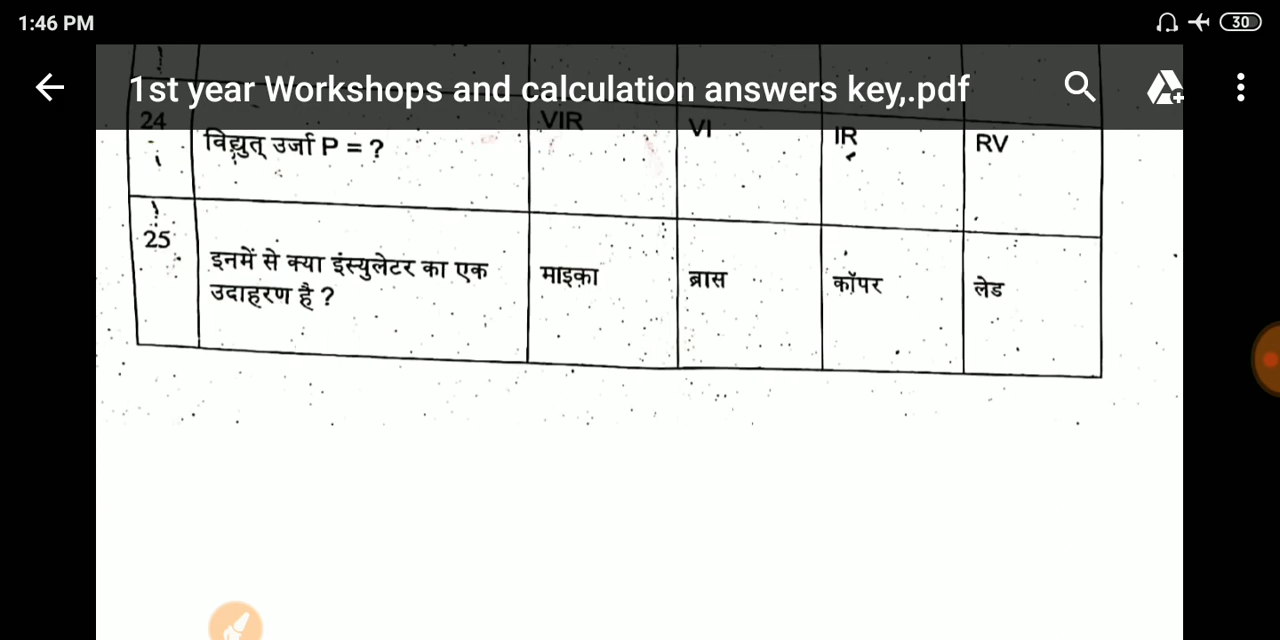 1:46 PM
30
1st year Workshops and calculation answers key,.pdf
24
विद्युत् उर्जा P = ?
VIR
VI
IR
RV
25
इनमें से क्या इंस्युलेटर का एक
उदाहरण है ?
माइका
ब्रास
कॉपर
लेड